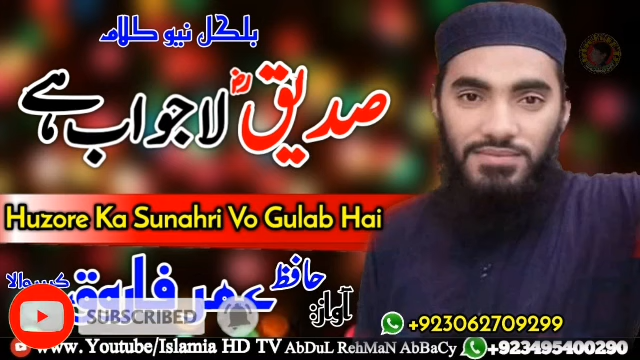 بلکل نیو کلام
صدیقؓ لاجواب ہے
Huzore Ka Sunahri Vo Gulab Hai
آواز: حافظ عمر فاروق
SUBSCRIBED
+923062709299
www.Youtube/Islamia HD TV AbDuL RehMaN AbBaCy +923495400290